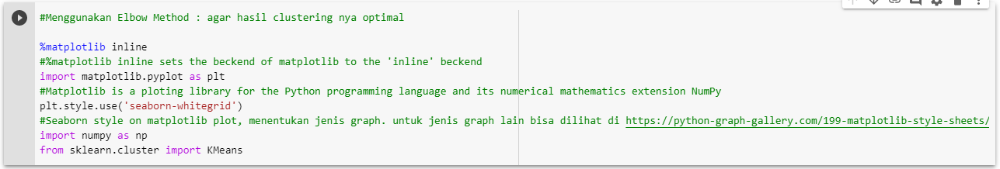 #Menggunakan Elbow Method : agar hasil clustering nya optimal
%matplotlib inline
#%matplotlib inline sets the beckend of matplotlib to the 'inline' beckend
import matplotlib.pyplot as plt
#Matplotlib is a ploting library for the Python programming language and its numerical mathematics extension NumPy
plt.style.use('seaborn-whitegrid')
#Seaborn style on matplotlib plot, menentukan jenis graph. untuk jenis graph lain bisa dilihat di https://python-graph-gallery.com/199-matplotlib-style-sheets/
import numpy as np
from sklearn.cluster import KMeans